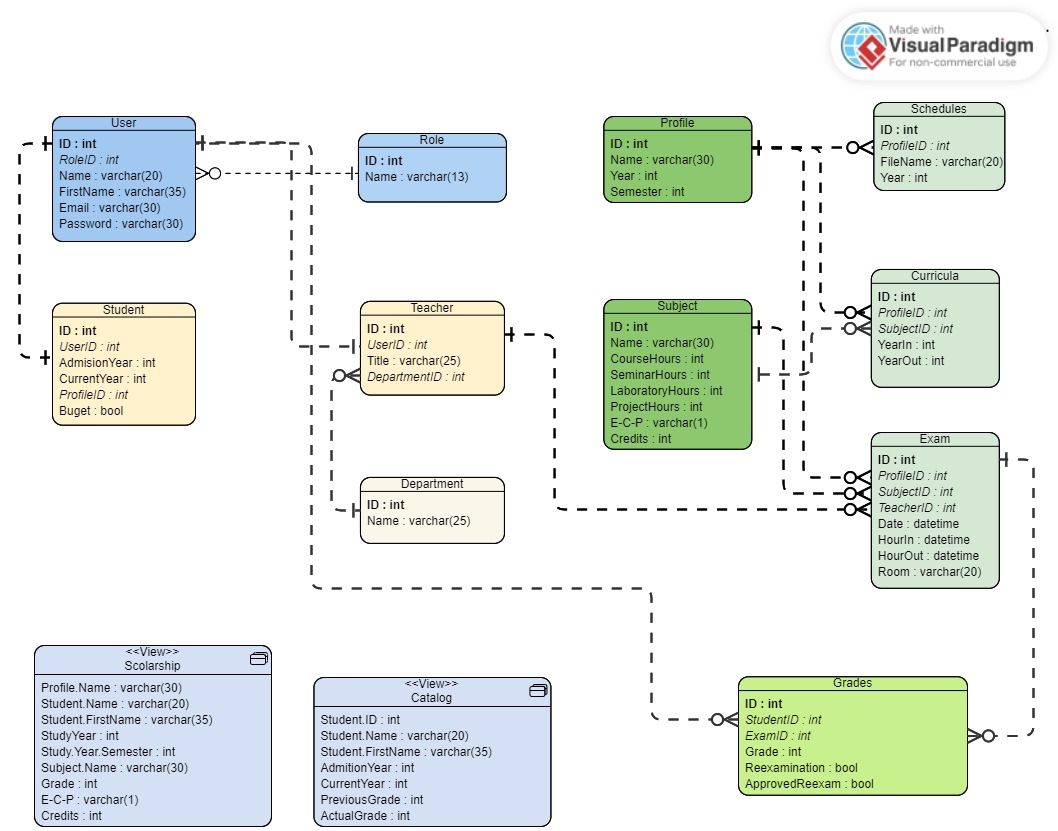 Made with
Visual Paradigm
For non-commercial use
User
ID : int
RoleID : int
Name : varchar(20)
FirstName : varchar(35)
Email : varchar(30)
Password : varchar(30)
Role
ID : int
Name : varchar(13)
Profile
ID : int
Name : varchar(30)
Year : int
Semester : int
Schedules
ID : int
ProfileID : int
FileName : varchar(20)
Year : int
Student
ID : int
UserID : int
AdmisionYear : int
CurrentYear : int
ProfileID : int
Buget : bool
Teacher
ID : int
UserID : int
Title : varchar(25)
DepartmentID : int
Subject
ID : int
Name : varchar(30)
CourseHours : int
SeminarHours : int
LaboratoryHours : int
ProjectHours : int
E-C-P : varchar(1)
Credits : int
Curricula
ID : int
ProfileID : int
SubjectID : int
YearIn : int
YearOut : int
Department
ID : int
Name : varchar(25)
Exam
ID : int
ProfileID : int
SubjectID : int
TeacherID : int
Date : datetime
HourIn : datetime
HourOut : datetime
Room : varchar(20)
<<View>>
Scolarship
Profile.Name : varchar(30)
Student.Name : varchar(20)
Student.FirstName : varchar(35)
StudyYear : int
Study.Year.Semester : int
Subject.Name : varchar(30)
Grade : int
E-C-P : varchar(1)
Credits : int
<<View>>
Catalog
Student.ID : int
Student.Name : varchar(20)
Student.FirstName : varchar(35)
AdmitionYear : int
CurrentYear : int
PreviousGrade : int
ActualGrade : int
Grades
ID : int
StudentID : int
ExamID : int
Grade : int
Reexamination : bool
ApprovedReexam : bool